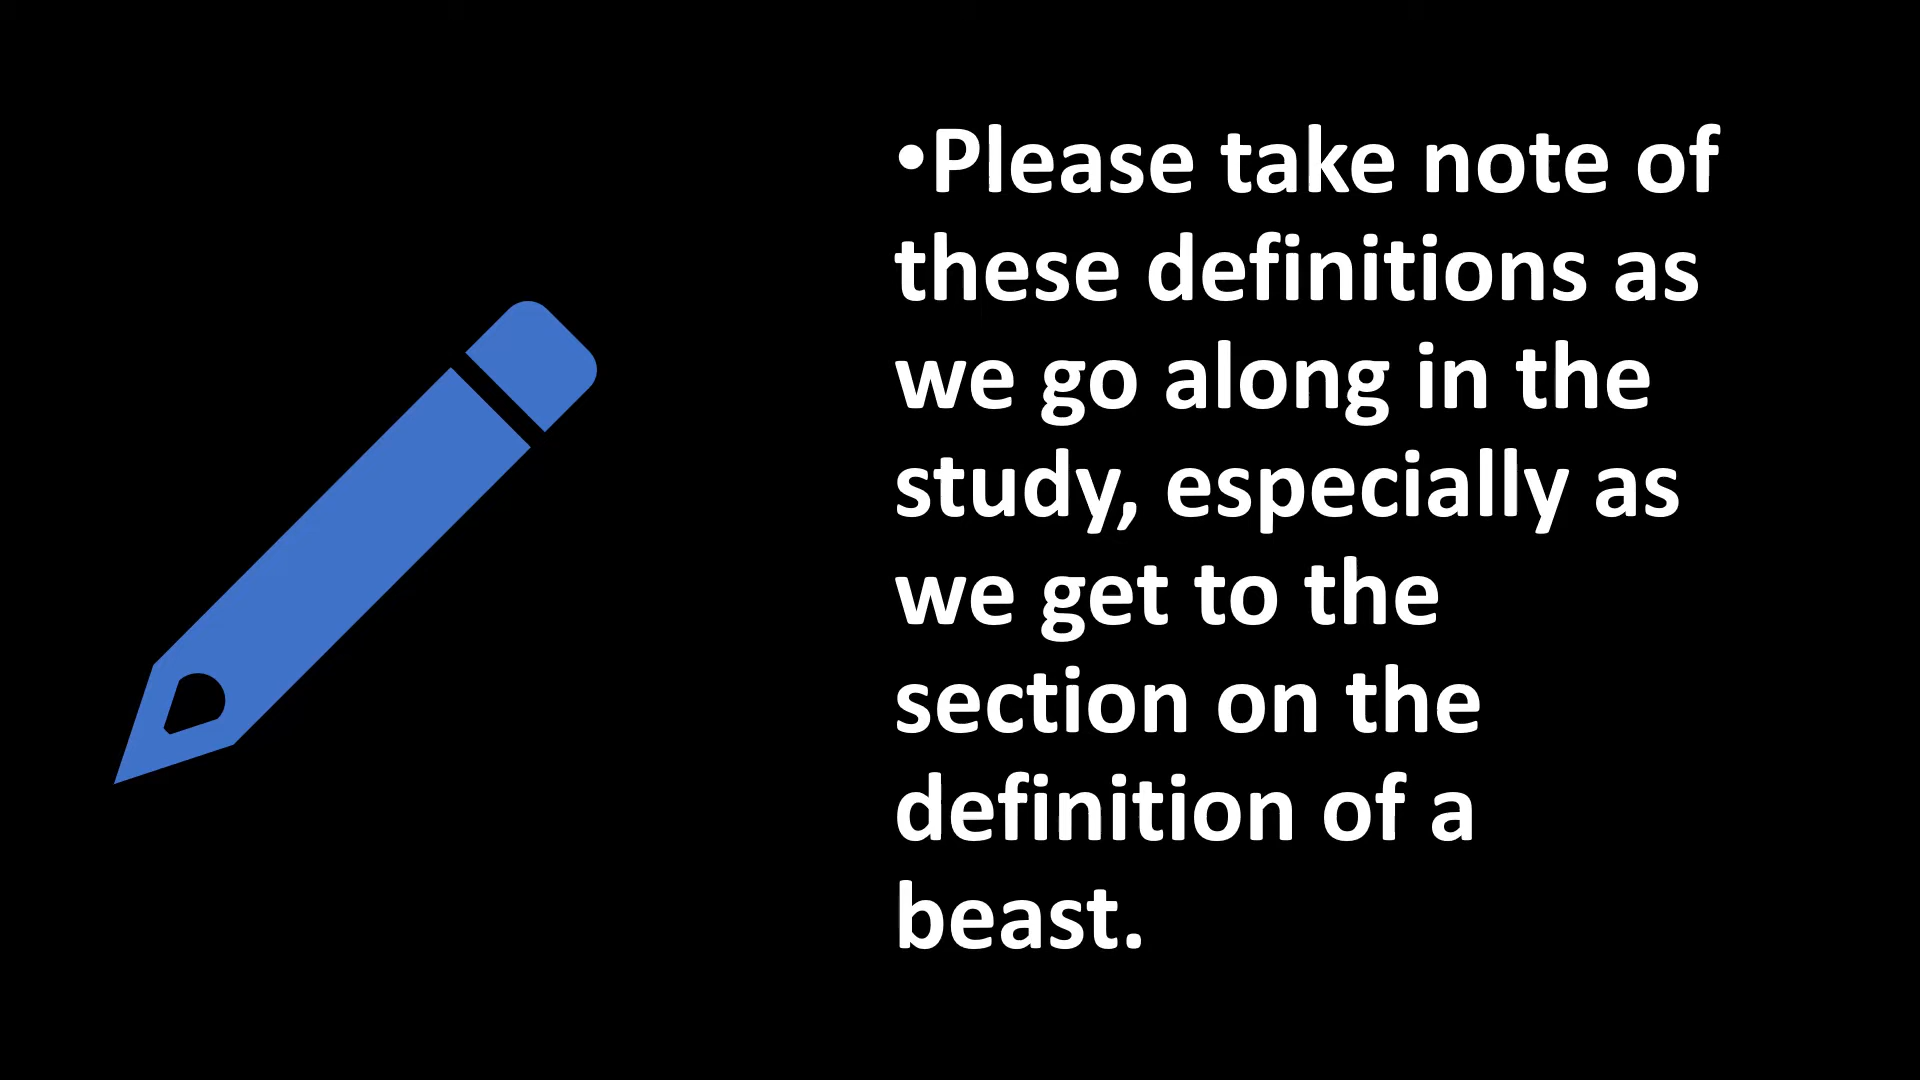 •Please take note of
these definitions as
we go along in the
study, especially as
we get to the
section on the
definition of a
beast.